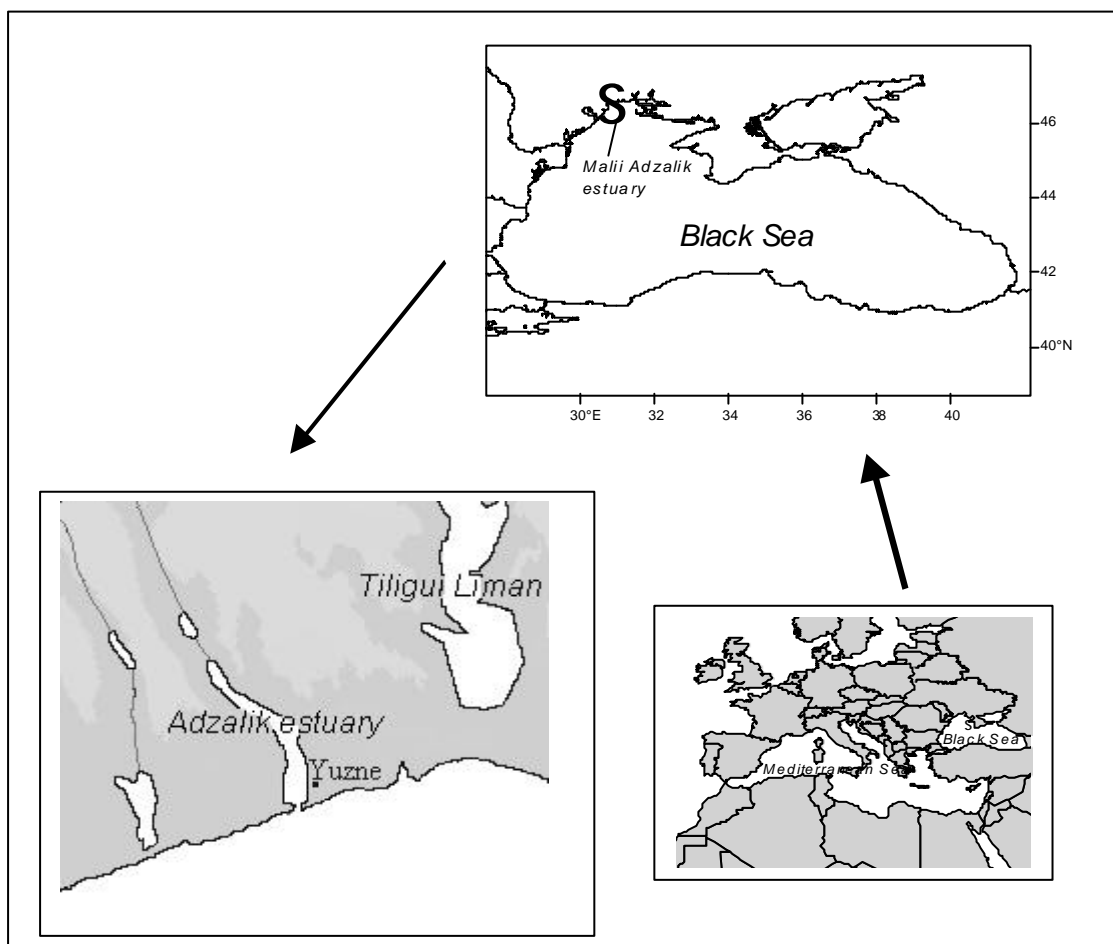 S
46
Malii Adzalik
estuary
44
Black Sea
42
40°N
30°E 32 34 36 38 40
Tiligui Liman
Adzalik estuary
Yuzne
Black Sea
Mediterranean Sea